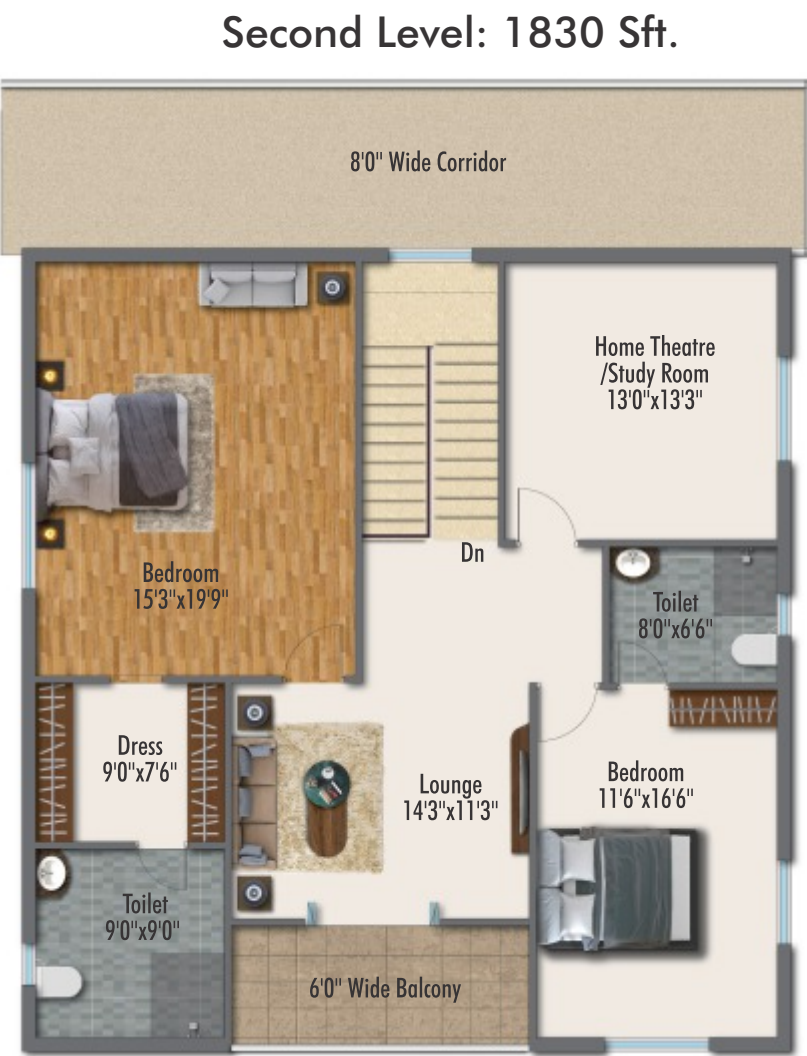 Second Level: 1830 Sft.
8'0" Wide Corridor
Home Theatre
/Study Room
13'0"x13'3"
Dn
Bedroom
15'3"x19'9"
Toilet
8'0"x6'6"
Dress
9'0"x7'6"
Lounge
14'3"x11'3"
Bedroom
11'6"x16'6"
Toilet
9'0"x9'0"
6'0" Wide Balcony